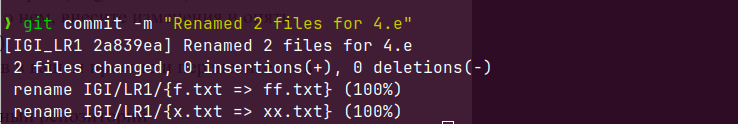 ❯ git commit -m "Renamed 2 files for 4.e"
[IGI_LR1 2a839ea] Renamed 2 files for 4.e
 2 files changed, 0 insertions(+), 0 deletions(-)
 rename IGI/LR1/{f.txt => ff.txt} (100%)
 rename IGI/LR1/{x.txt => xx.txt} (100%)